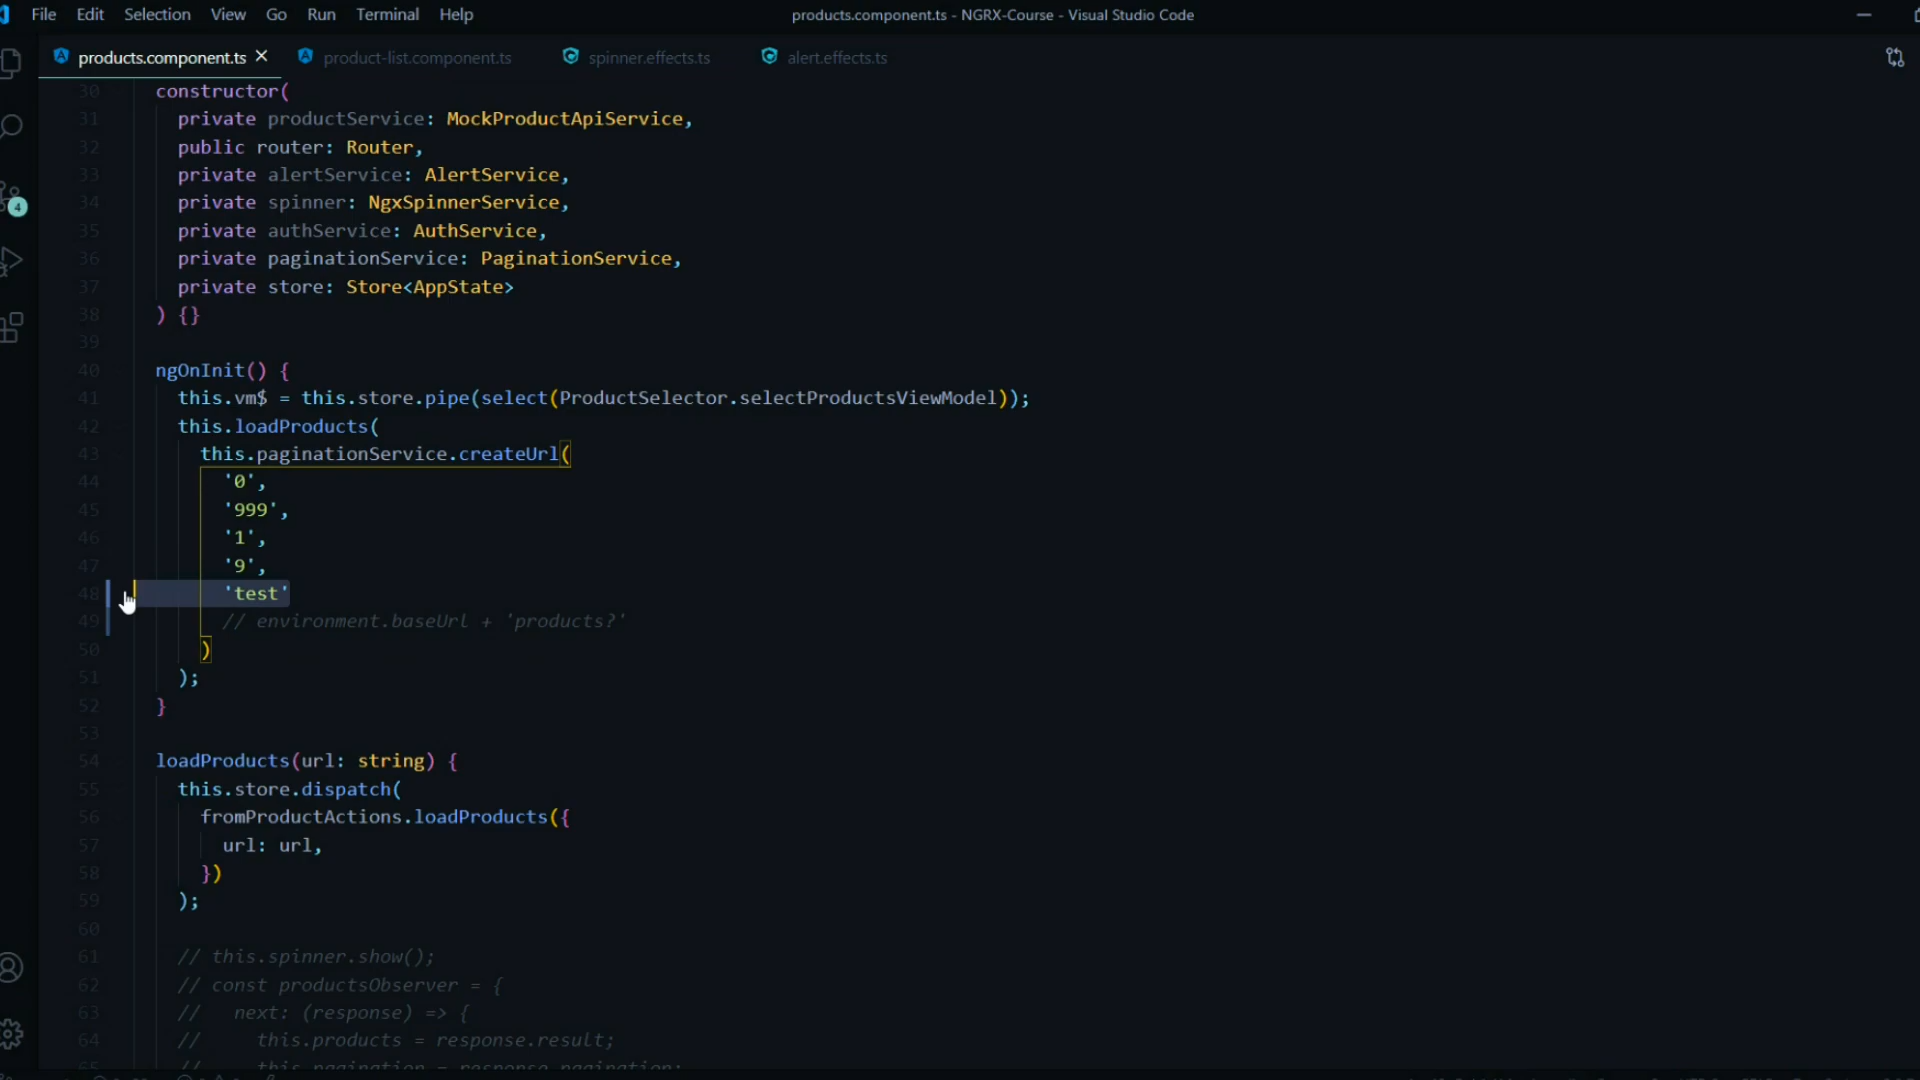 File Edit Selection View Go Run Terminal Help products.component.ts - NGRX-Course - Visual Studio Code
products.component.ts product-list.component.ts spinner.effects.ts alert.effects.ts
30 constructor(
31 private productService: MockProductApiService,
32 public router: Router,
33 private alertService: AlertService,
34 private spinner: NgxSpinnerService,
4
35 private authService: AuthService,
36 private paginationService: PaginationService,
37 private store: Store<AppState>
38 ) {}
39
40 ngOnInit() {
41 this.vm$ = this.store.pipe(select(ProductSelector.selectProductsViewModel));
42 this.loadProducts(
43 this.paginationService.createUrl(
44 '0',
45 '999',
46 '1',
47 '9',
48 'test'
49 // environment.baseUrl + 'products?'
50 )
51 );
52 }
53
54 loadProducts(url: string) {
55 this.store.dispatch(
56 fromProductActions.loadProducts({
57 url: url,
58 })
59 );
60
61 // this.spinner.show();
62 // const productsObserver = {
63 // next: (response) => {
64 // this.products = response.result;
65 // this.pagination = response.pagination;